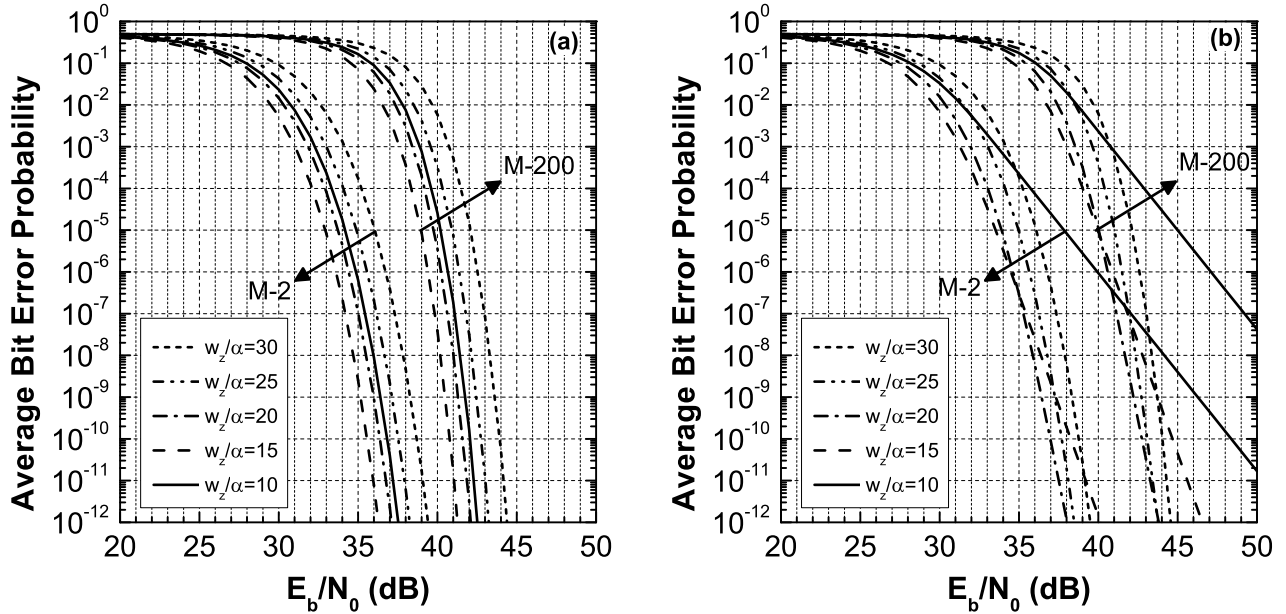 Average Bit Error Probability
10^0
10^-1
10^-2
10^-3
10^-4
10^-5
10^-6
10^-7
10^-8
10^-9
10^-10
10^-11
10^-12
(a)
M-200
M-2
w_z/α=30
w_z/α=25
w_z/α=20
w_z/α=15
w_z/α=10
20 25 30 35 40 45 50
E_b/N_0 (dB)
Average Bit Error Probability
10^0
10^-1
10^-2
10^-3
10^-4
10^-5
10^-6
10^-7
10^-8
10^-9
10^-10
10^-11
10^-12
(b)
M-200
M-2
w_z/α=30
w_z/α=25
w_z/α=20
w_z/α=15
w_z/α=10
20 25 30 35 40 45 50
E_b/N_0 (dB)